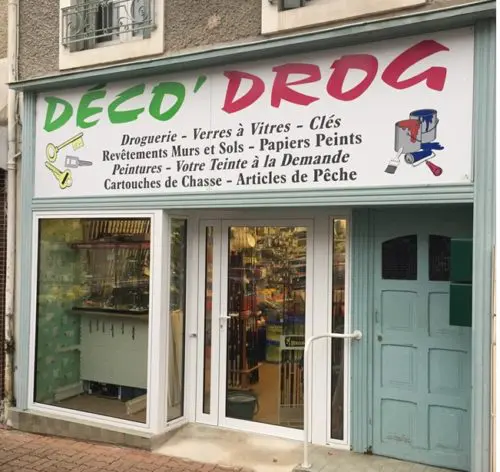 DÉCO' DROG
Droguerie - Verres à Vitres - Clés
Revêtements Murs et Sols - Papiers Peints
Peintures - Votre Teinte à la Demande
Cartouches de Chasse - Articles de Pêche